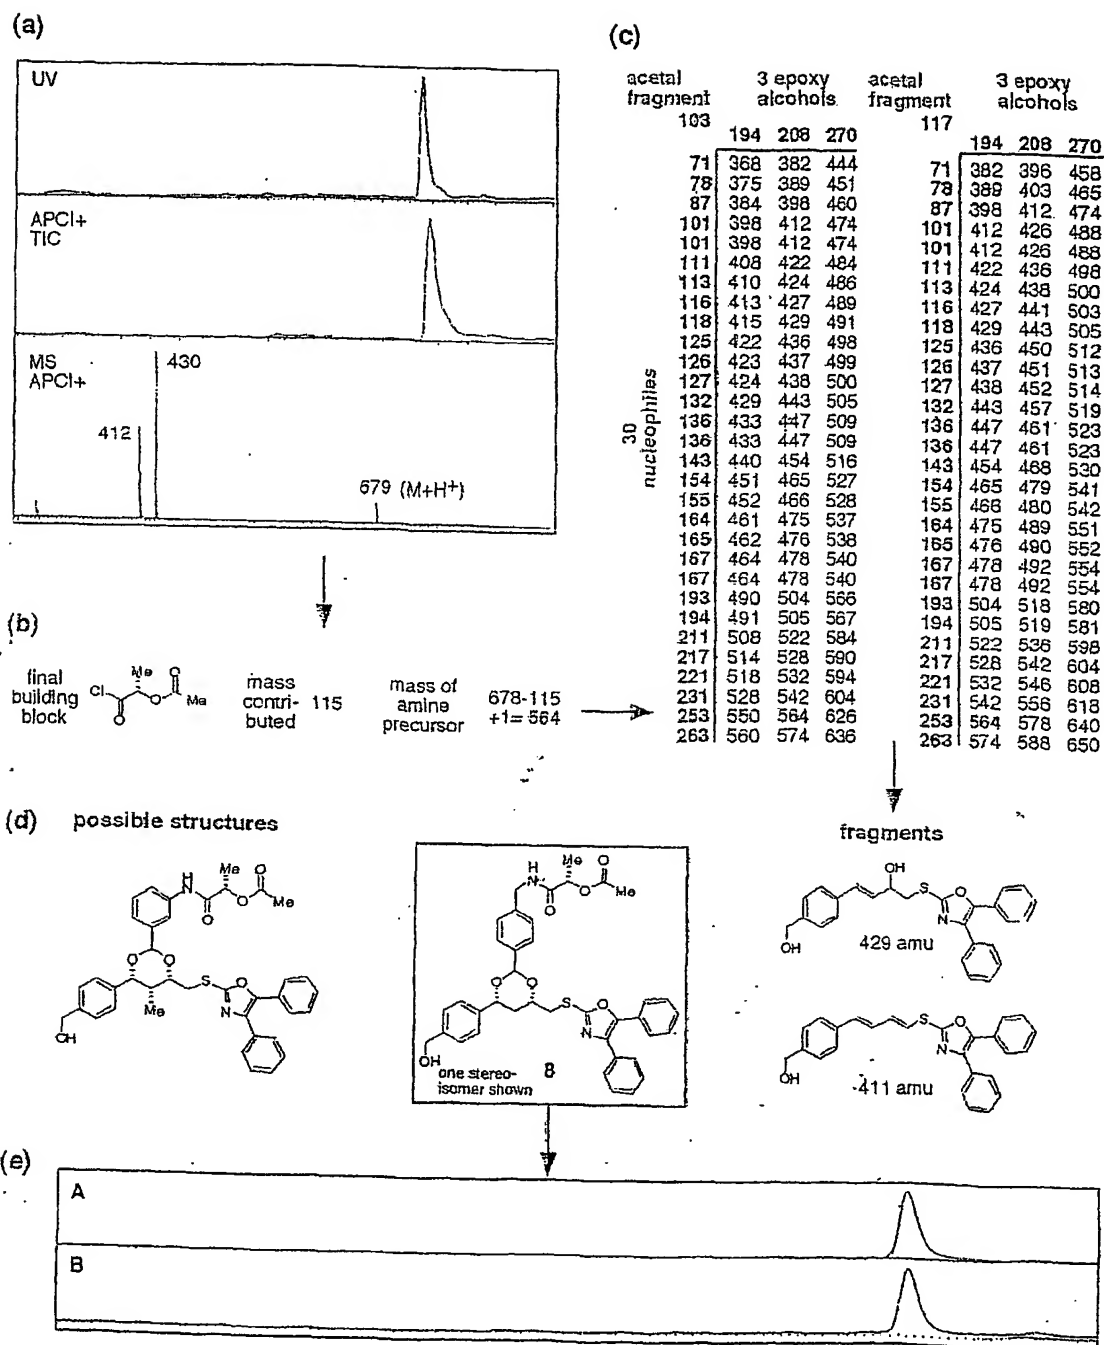 (a)
UV
APCI+
TIC
MS
APCI+
430
412
679 (M+H+)
(b)
final
building
block
Cl
O
Me
O
O
Me
mass
contri-
buted
115
mass of
amine
precursor
678-115
+1= 564
(c)
acetal
fragment
103
3 epoxy
alcohols
acetal
fragment
117
3 epoxy
alcohols
30
nucleophiles
194 208 270
71 368 382 444
78 375 389 451
87 384 398 460
101 398 412 474
101 398 412 474
111 408 422 484
113 410 424 486
116 413 427 489
118 415 429 491
125 422 436 498
126 423 437 499
127 424 438 500
132 429 443 505
136 433 447 509
136 433 447 509
143 440 454 516
154 451 465 527
155 452 466 528
164 461 475 537
165 462 476 538
167 464 478 540
167 464 478 540
193 490 504 566
194 491 505 567
211 508 522 584
217 514 528 590
221 518 532 594
231 528 542 604
253 550 564 626
263 560 574 636
194 208 270
71 382 396 458
78 389 403 465
87 398 412 474
101 412 426 488
101 412 426 488
111 422 436 498
113 424 438 500
116 427 441 503
118 429 443 505
125 436 450 512
126 437 451 513
127 438 452 514
132 443 457 519
136 447 461 523
136 447 461 523
143 454 468 530
154 465 479 541
155 466 480 542
164 475 489 551
165 476 490 552
167 478 492 554
167 478 492 554
193 504 518 580
194 505 519 581
211 522 536 598
217 528 542 604
221 532 546 608
231 542 556 618
253 564 578 640
263 574 588 650
(d)
possible structures
H
N
Me
O
O
O
Me
O
O
S
O
N
Me
OH
H
N
Me
O
O
O
Me
O
O
S
O
N
OH
one stereo-
isomer shown
8
fragments
OH
S
O
N
OH
429 amu
S
O
N
OH
411 amu
(e)
A
B